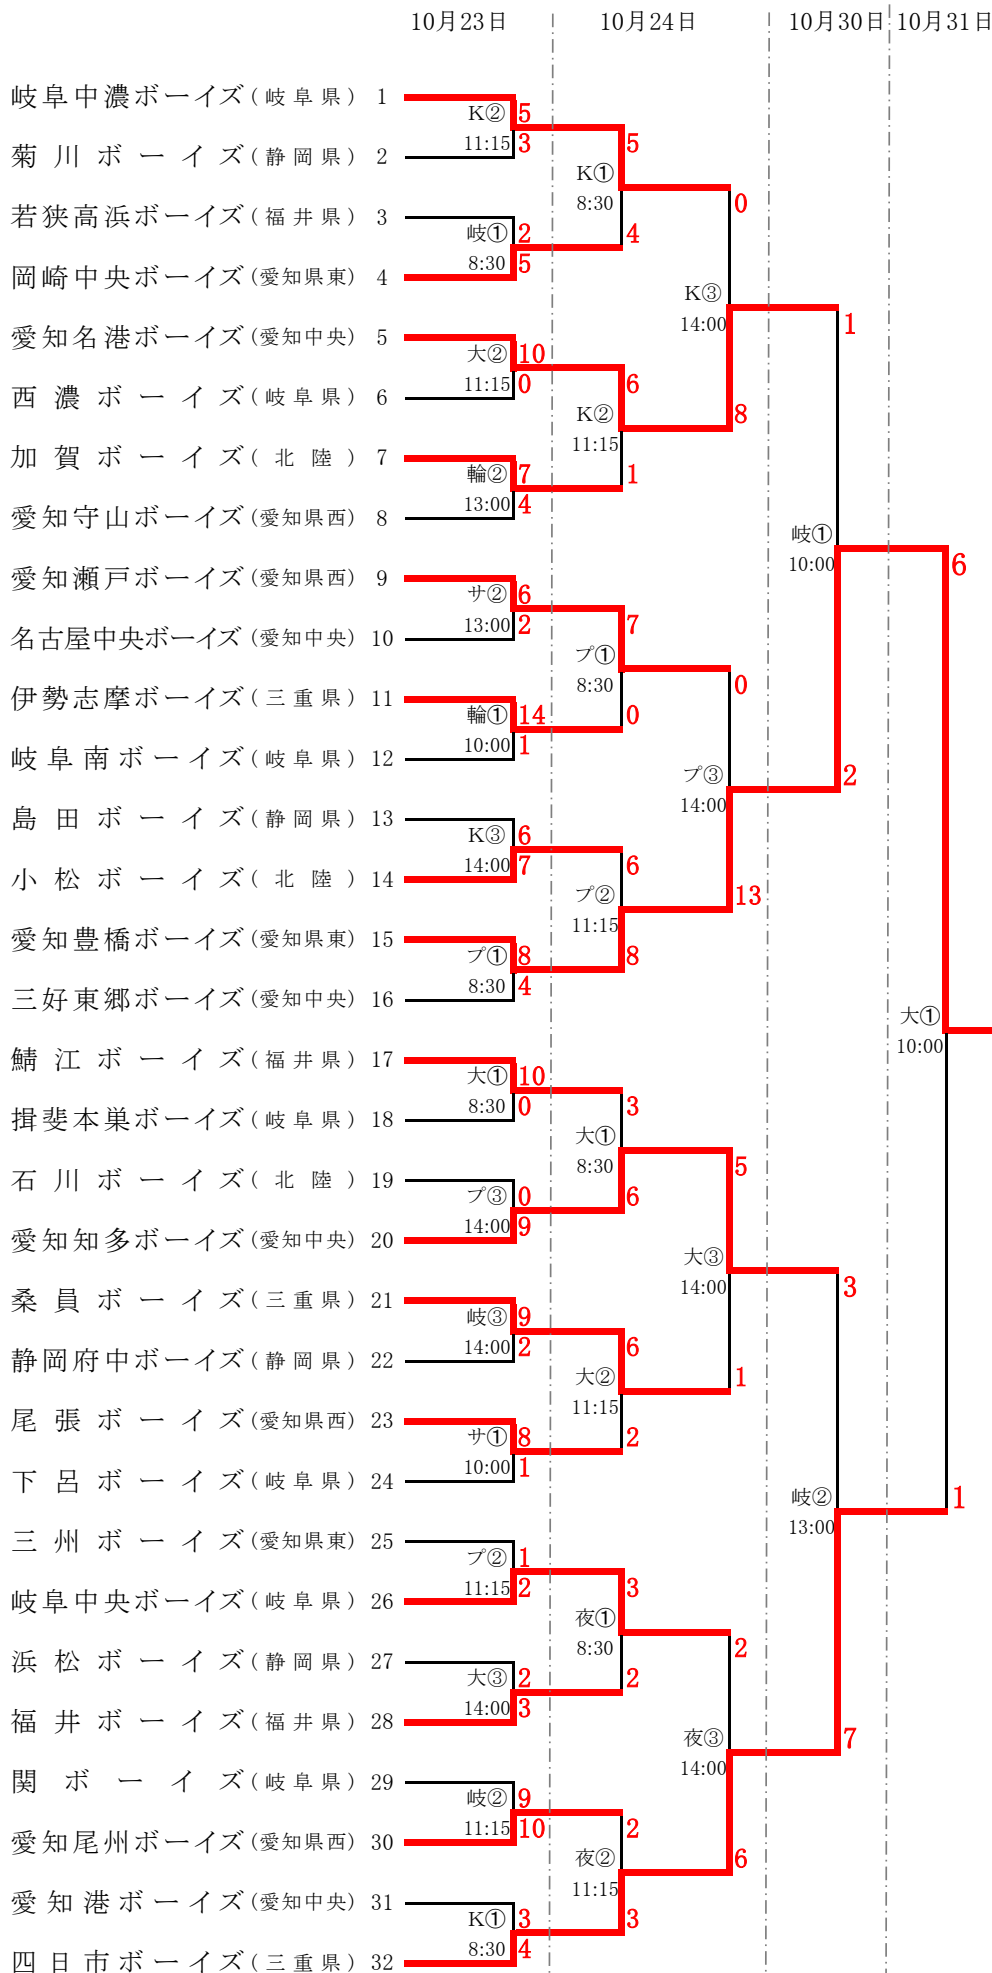 10月23日 10月24日 10月30日 10月31日
岐阜中濃ボーイズ(岐阜県) 1
K② 5
11:15 3 5
菊川ボーイズ(静岡県) 2
K①
8:30 0
若狭高浜ボーイズ(福井県) 3
岐① 2 4
8:30 5
岡崎中央ボーイズ(愛知県東) 4
K③
14:00 1
愛知名港ボーイズ(愛知中央) 5
大② 10
11:15 0 6
西濃ボーイズ(岐阜県) 6
K② 8
11:15
加賀ボーイズ(北陸) 7
輪② 7 1
13:00 4
愛知守山ボーイズ(愛知県西) 8
岐①
10:00 6
愛知瀬戸ボーイズ(愛知県西) 9
サ② 6
13:00 2 7
名古屋中央ボーイズ(愛知中央) 10
プ①
8:30 0
伊勢志摩ボーイズ(三重県) 11
輪① 14 0
10:00 1
岐阜南ボーイズ(岐阜県) 12
プ③ 2
14:00
島田ボーイズ(静岡県) 13
K③ 6
14:00 7 6
小松ボーイズ(北陸) 14
プ② 13
11:15
愛知豊橋ボーイズ(愛知県東) 15
プ① 8 8
8:30 4
三好東郷ボーイズ(愛知中央) 16
大①
10:00
鯖江ボーイズ(福井県) 17
大① 10
8:30 0 3
揖斐本巣ボーイズ(岐阜県) 18
大①
8:30 5
石川ボーイズ(北陸) 19
プ③ 0 6
14:00 9
愛知知多ボーイズ(愛知中央) 20
大③
14:00 3
桑員ボーイズ(三重県) 21
岐③ 9
14:00 2 6
静岡府中ボーイズ(静岡県) 22
大② 1
11:15
尾張ボーイズ(愛知県西) 23
サ① 8 2
10:00 1
下呂ボーイズ(岐阜県) 24
岐② 1
13:00
三州ボーイズ(愛知県東) 25
プ② 1
11:15 2 3
岐阜中央ボーイズ(岐阜県) 26
夜①
8:30 2
浜松ボーイズ(静岡県) 27
大③ 2 2
14:00 3
福井ボーイズ(福井県) 28
夜③ 7
14:00
関ボーイズ(岐阜県) 29
岐② 9
11:15 10 2
愛知尾州ボーイズ(愛知県西) 30
夜② 6
11:15
愛知港ボーイズ(愛知中央) 31
K① 3 3
8:30 4
四日市ボーイズ(三重県) 32